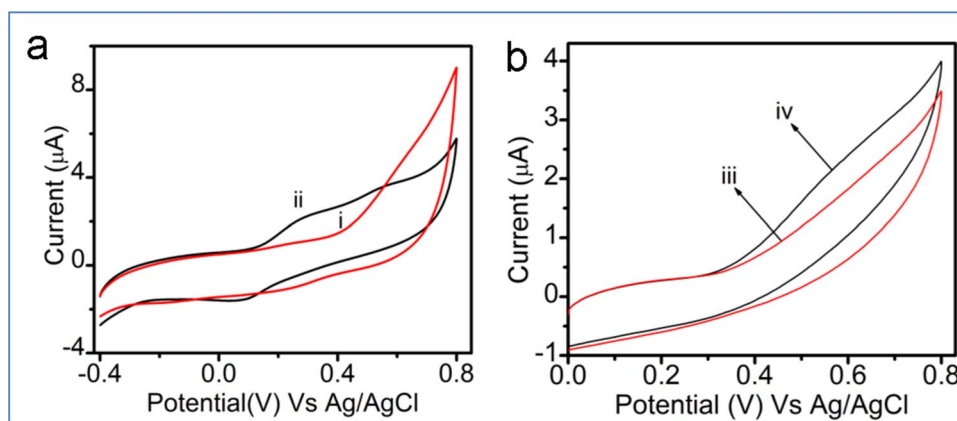 a
8
4
0
-4
Current (μA)
ii
i
-0.4 0.0 0.4 0.8
Potential(V) Vs Ag/AgCl
b
4
3
2
1
0
-1
Current (μA)
iv
iii
0.0 0.2 0.4 0.6 0.8
Potential (V) Vs Ag/AgCl